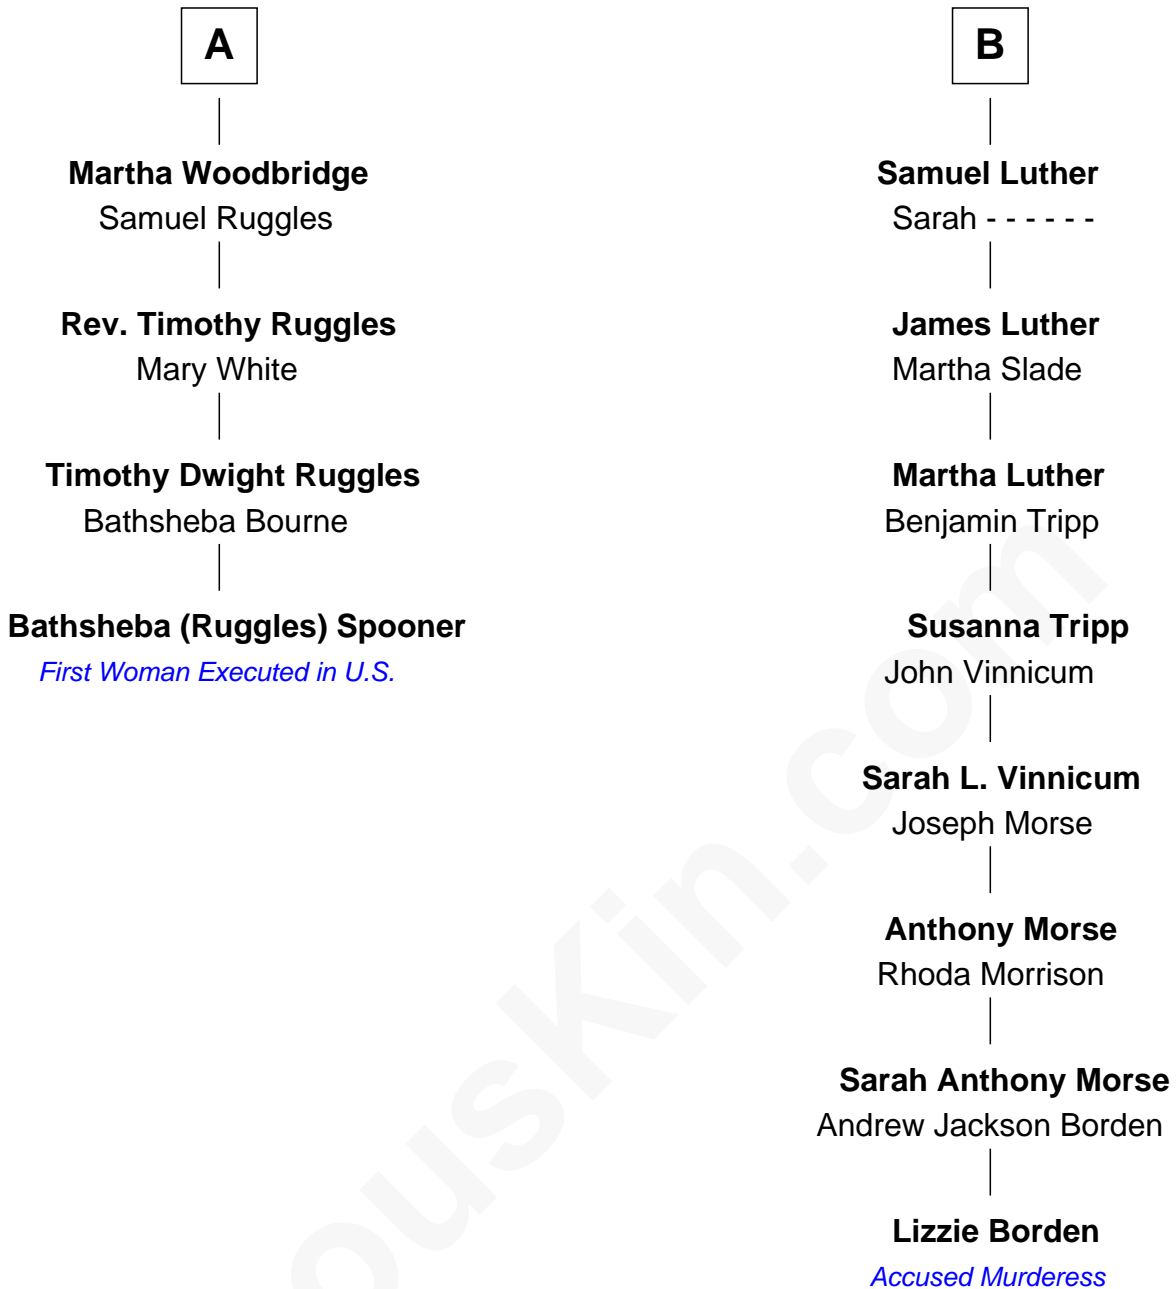 A
Martha Woodbridge
Samuel Ruggles
Rev. Timothy Ruggles
Mary White
Timothy Dwight Ruggles
Bathsheba Bourne
Bathsheba (Ruggles) Spooner
First Woman Executed in U.S.
B
Samuel Luther
Sarah - - - - - -
James Luther
Martha Slade
Martha Luther
Benjamin Tripp
Susanna Tripp
John Vinnicum
Sarah L. Vinnicum
Joseph Morse
Anthony Morse
Rhoda Morrison
Sarah Anthony Morse
Andrew Jackson Borden
Lizzie Borden
Accused Murderess
ousKin.com